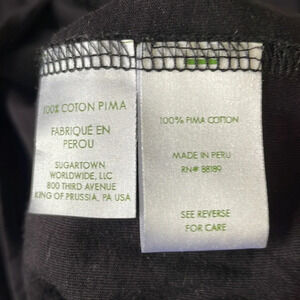 100% COTON PIMA
FABRIQUÉ EN
PEROU
SUGARTOWN
WORLDWIDE, LLC
800 THIRD AVENUE
KING OF PRUSSIA, PA USA
100% PIMA COTTON
MADE IN PERU
RN# 88189
SEE REVERSE
FOR CARE